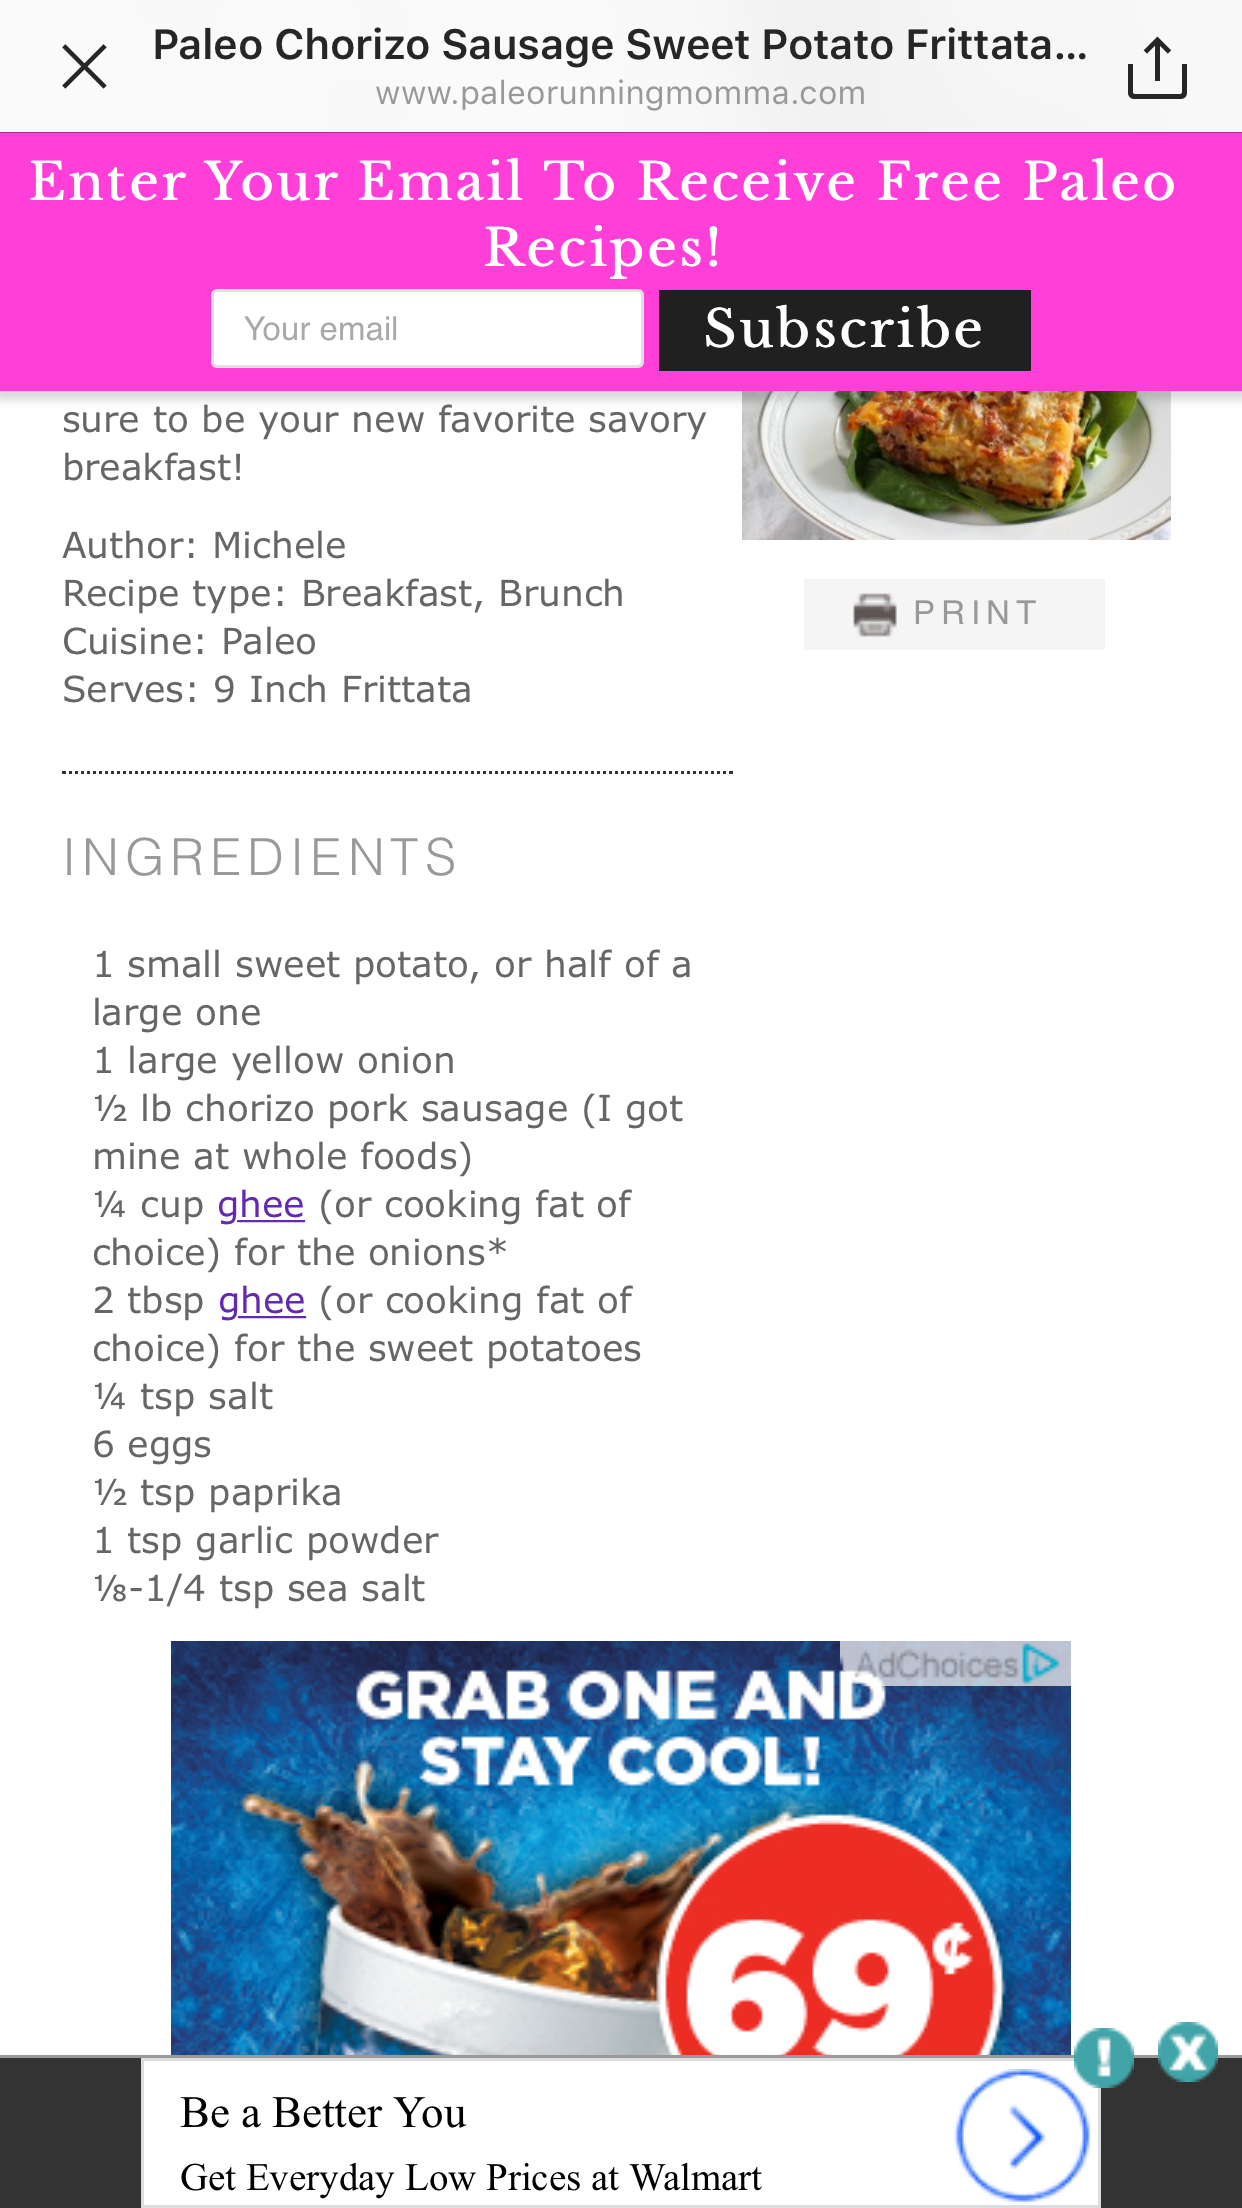 Paleo Chorizo Sausage Sweet Potato Frittata...
www.paleorunningmomma.com
Enter Your Email To Receive Free Paleo
Recipes!
Your email
Subscribe
sure to be your new favorite savory
breakfast!
Author: Michele
Recipe type: Breakfast, Brunch
Cuisine: Paleo
Serves: 9 Inch Frittata
PRINT
INGREDIENTS
1 small sweet potato, or half of a
large one
1 large yellow onion
½ lb chorizo pork sausage (I got
mine at whole foods)
¼ cup ghee (or cooking fat of
choice) for the onions*
2 tbsp ghee (or cooking fat of
choice) for the sweet potatoes
¼ tsp salt
6 eggs
½ tsp paprika
1 tsp garlic powder
⅛-1/4 tsp sea salt
AdChoices
GRAB ONE AND
STAY COOL!
69¢
Be a Better You
Get Everyday Low Prices at Walmart